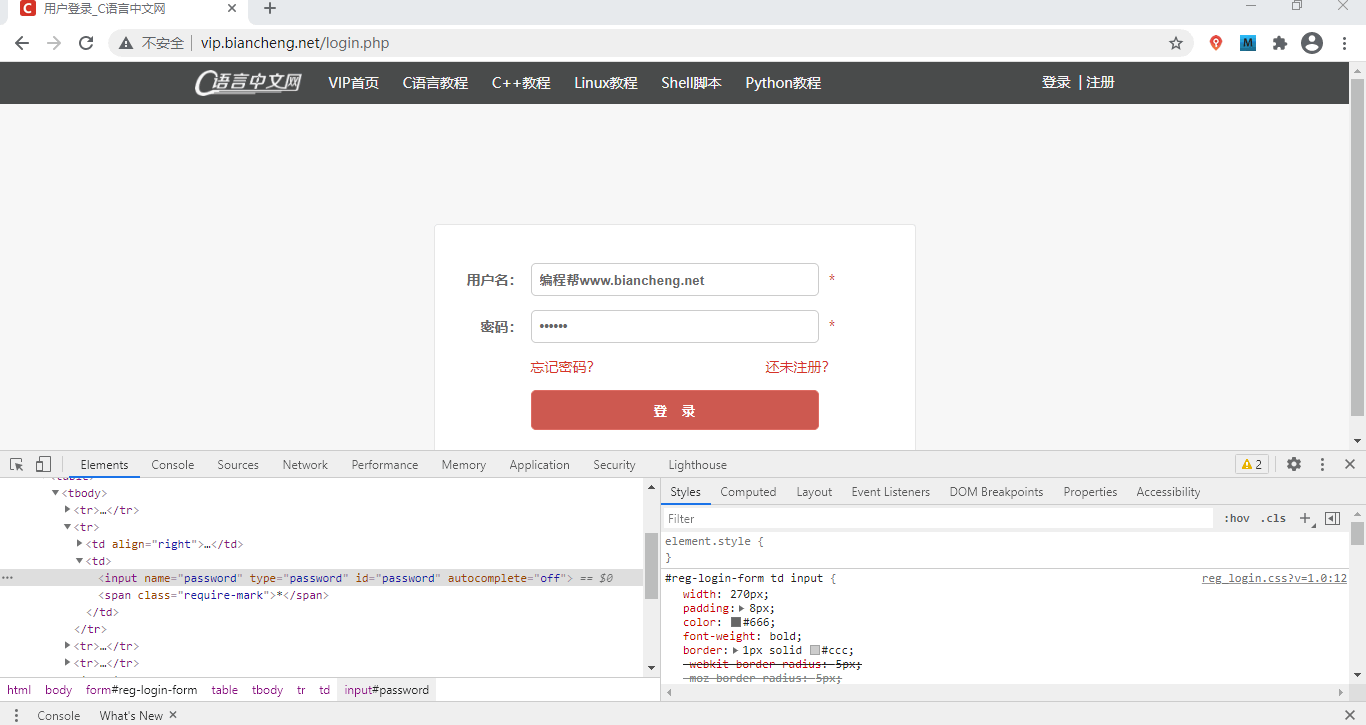 用户登录_C语言中文网
不安全 vip.biancheng.net/login.php
C语言中文网 VIP首页 C语言教程 C++教程 Linux教程 Shell脚本 Python教程 登录 | 注册
用户名： 编程帮www.biancheng.net *
密码： •••••• *
忘记密码? 还未注册?
登 录
Elements Console Sources Network Performance Memory Application Security Lighthouse 2
<tbody>
<tr>…</tr>
<tr>
<td align="right">…</td>
<td>
<input name="password" type="password" id="password" autocomplete="off"> == $0
<span class="require-mark">*</span>
</td>
</tr>
<tr>…</tr>
<tr>…</tr>
html body form#reg-login-form table tbody tr td input#password
Styles Computed Layout Event Listeners DOM Breakpoints Properties Accessibility
Filter :hov .cls
element.style {
}
#reg-login-form td input { reg_login.css?v=1.0:12
width: 270px;
padding: 8px;
color: #666;
font-weight: bold;
border: 1px solid #ccc;
-webkit-border-radius: 5px;
-moz-border-radius: 5px;
Console What's New